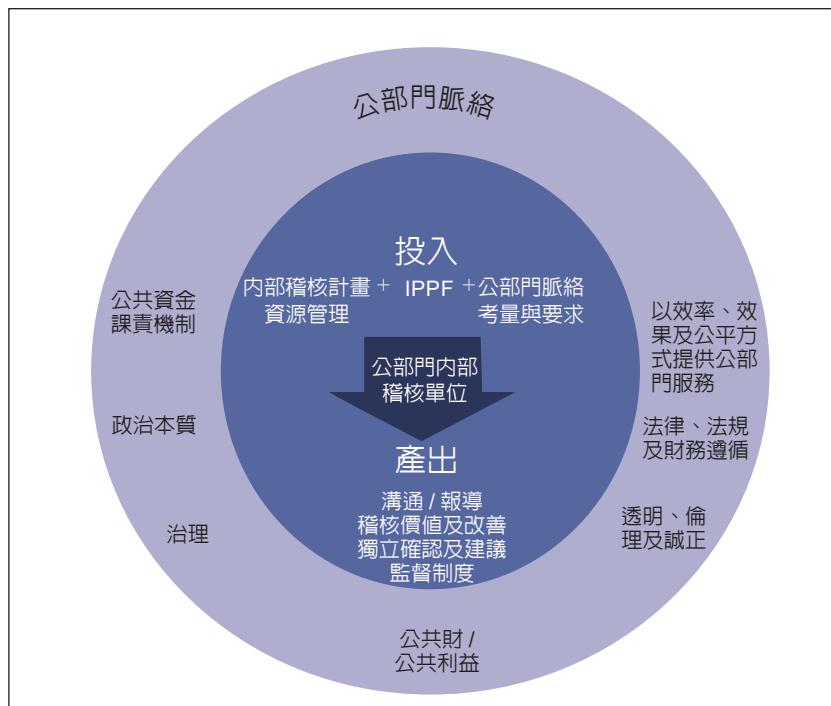 公部門脈絡
投入
內部稽核計畫 + IPPF + 公部門脈絡
資源管理 考量與要求
公部門內部
稽核單位
產出
溝通 / 報導
稽核價值及改善
獨立確認及建議
監督制度
公共資金
課責機制
政治本質
治理
公共財 /
公共利益
以效率、效
果及公平方
式提供公部
門服務
法律、法規
及財務遵循
透明、倫
理及誠正